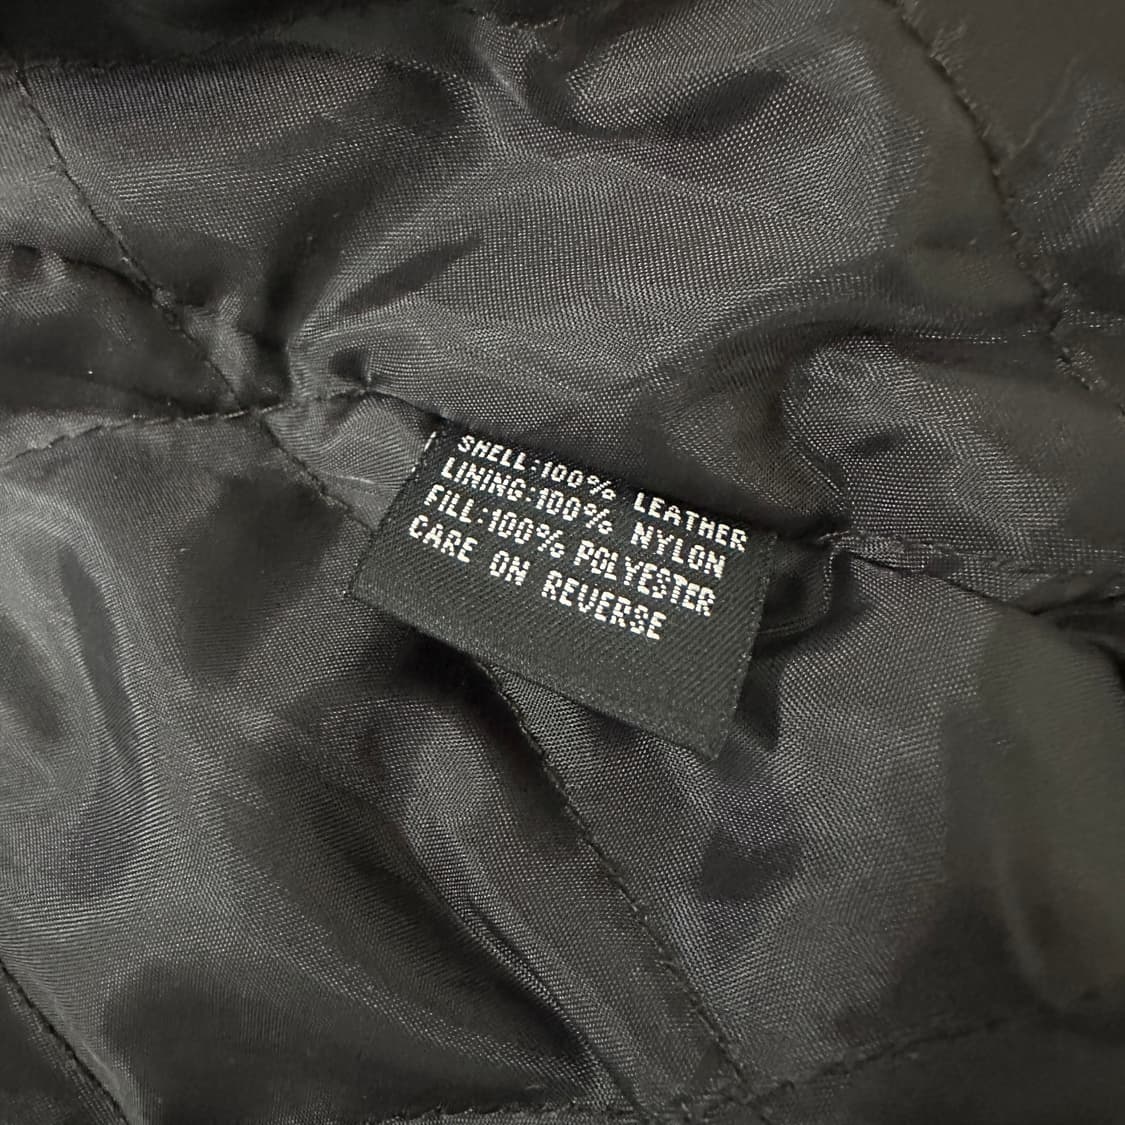 SHELL:100% LEATHER
LINING:100% NYLON
FILL:100% POLYESTER
CARE ON REVERSE